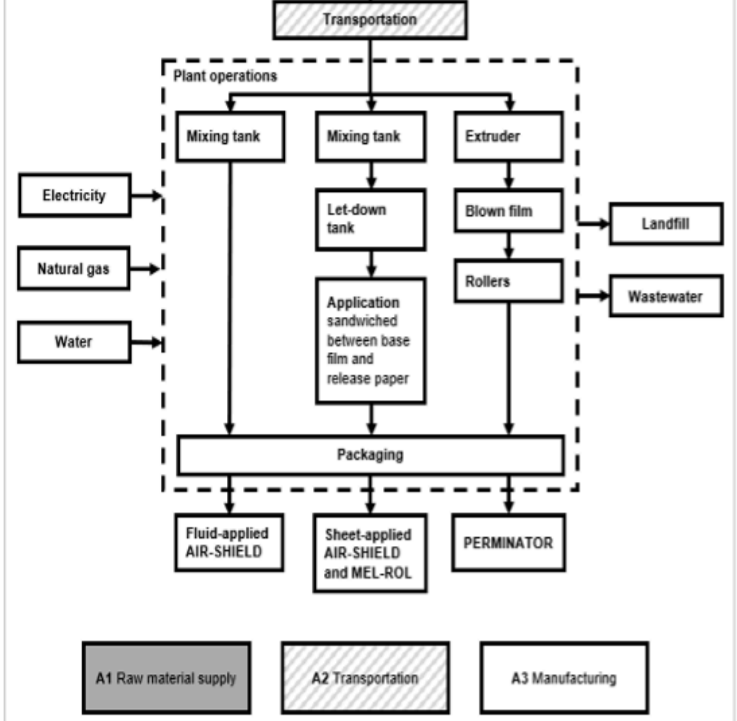 Transportation
Plant operations
Mixing tank
Mixing tank
Extruder
Electricity
Let-down
tank
Blown film
Landfill
Natural gas
Rollers
Application
sandwiched
between base
film and
release paper
Wastewater
Water
Packaging
Fluid-applied
AIR-SHIELD
Sheet-applied
AIR-SHIELD
and MEL-ROL
PERMINATOR
A1 Raw material supply
A2 Transportation
A3 Manufacturing